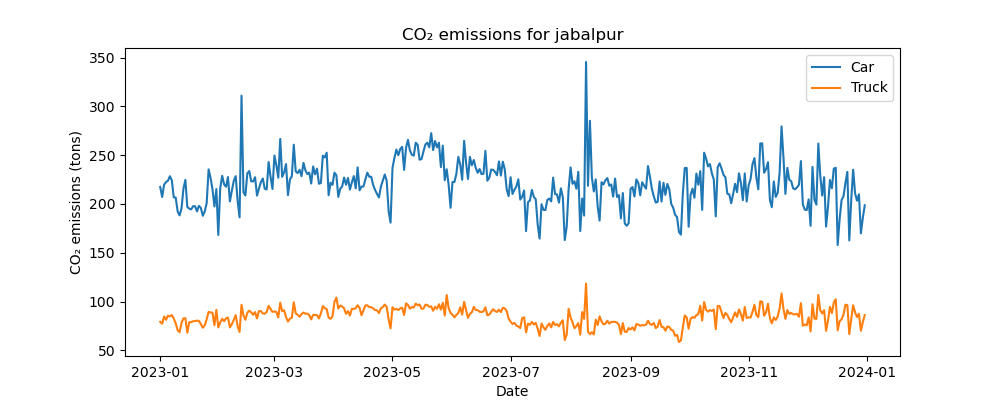 CO₂ emissions for jabalpur
Car
Truck
CO₂ emissions (tons)
350
300
250
200
150
100
50
2023-01
2023-03
2023-05
2023-07
2023-09
2023-11
2024-01
Date